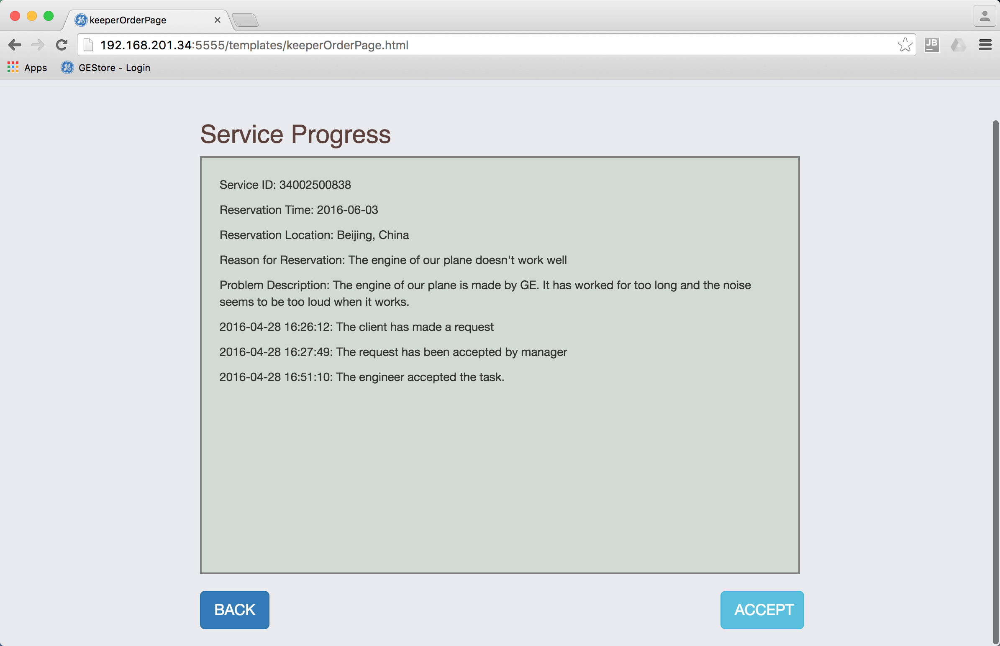 keeperOrderPage
192.168.201.34:5555/templates/keeperOrderPage.html
JB
Apps
GEStore - Login
Service Progress
Service ID: 34002500838
Reservation Time: 2016-06-03
Reservation Location: Beijing, China
Reason for Reservation: The engine of our plane doesn't work well
Problem Description: The engine of our plane is made by GE. It has worked for too long and the noise
seems to be too loud when it works.
2016-04-28 16:26:12: The client has made a request
2016-04-28 16:27:49: The request has been accepted by manager
2016-04-28 16:51:10: The engineer accepted the task.
BACK
ACCEPT